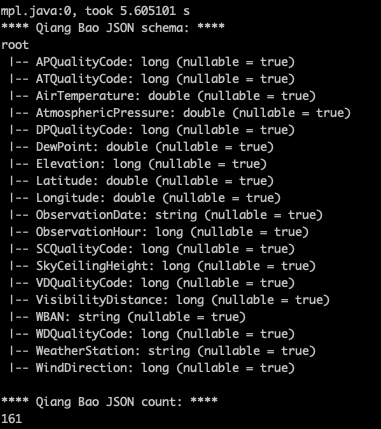 mpl.java:0, took 5.605101 s
**** Qiang Bao JSON schema: ****
root
 |-- APQualityCode: long (nullable = true)
 |-- ATQualityCode: long (nullable = true)
 |-- AirTemperature: double (nullable = true)
 |-- AtmosphericPressure: double (nullable = true)
 |-- DPQualityCode: long (nullable = true)
 |-- DewPoint: double (nullable = true)
 |-- Elevation: long (nullable = true)
 |-- Latitude: double (nullable = true)
 |-- Longitude: double (nullable = true)
 |-- ObservationDate: string (nullable = true)
 |-- ObservationHour: long (nullable = true)
 |-- SCQualityCode: long (nullable = true)
 |-- SkyCeilingHeight: long (nullable = true)
 |-- VDQualityCode: long (nullable = true)
 |-- VisibilityDistance: long (nullable = true)
 |-- WBAN: string (nullable = true)
 |-- WDQualityCode: long (nullable = true)
 |-- WeatherStation: string (nullable = true)
 |-- WindDirection: long (nullable = true)
**** Qiang Bao JSON count: ****
161